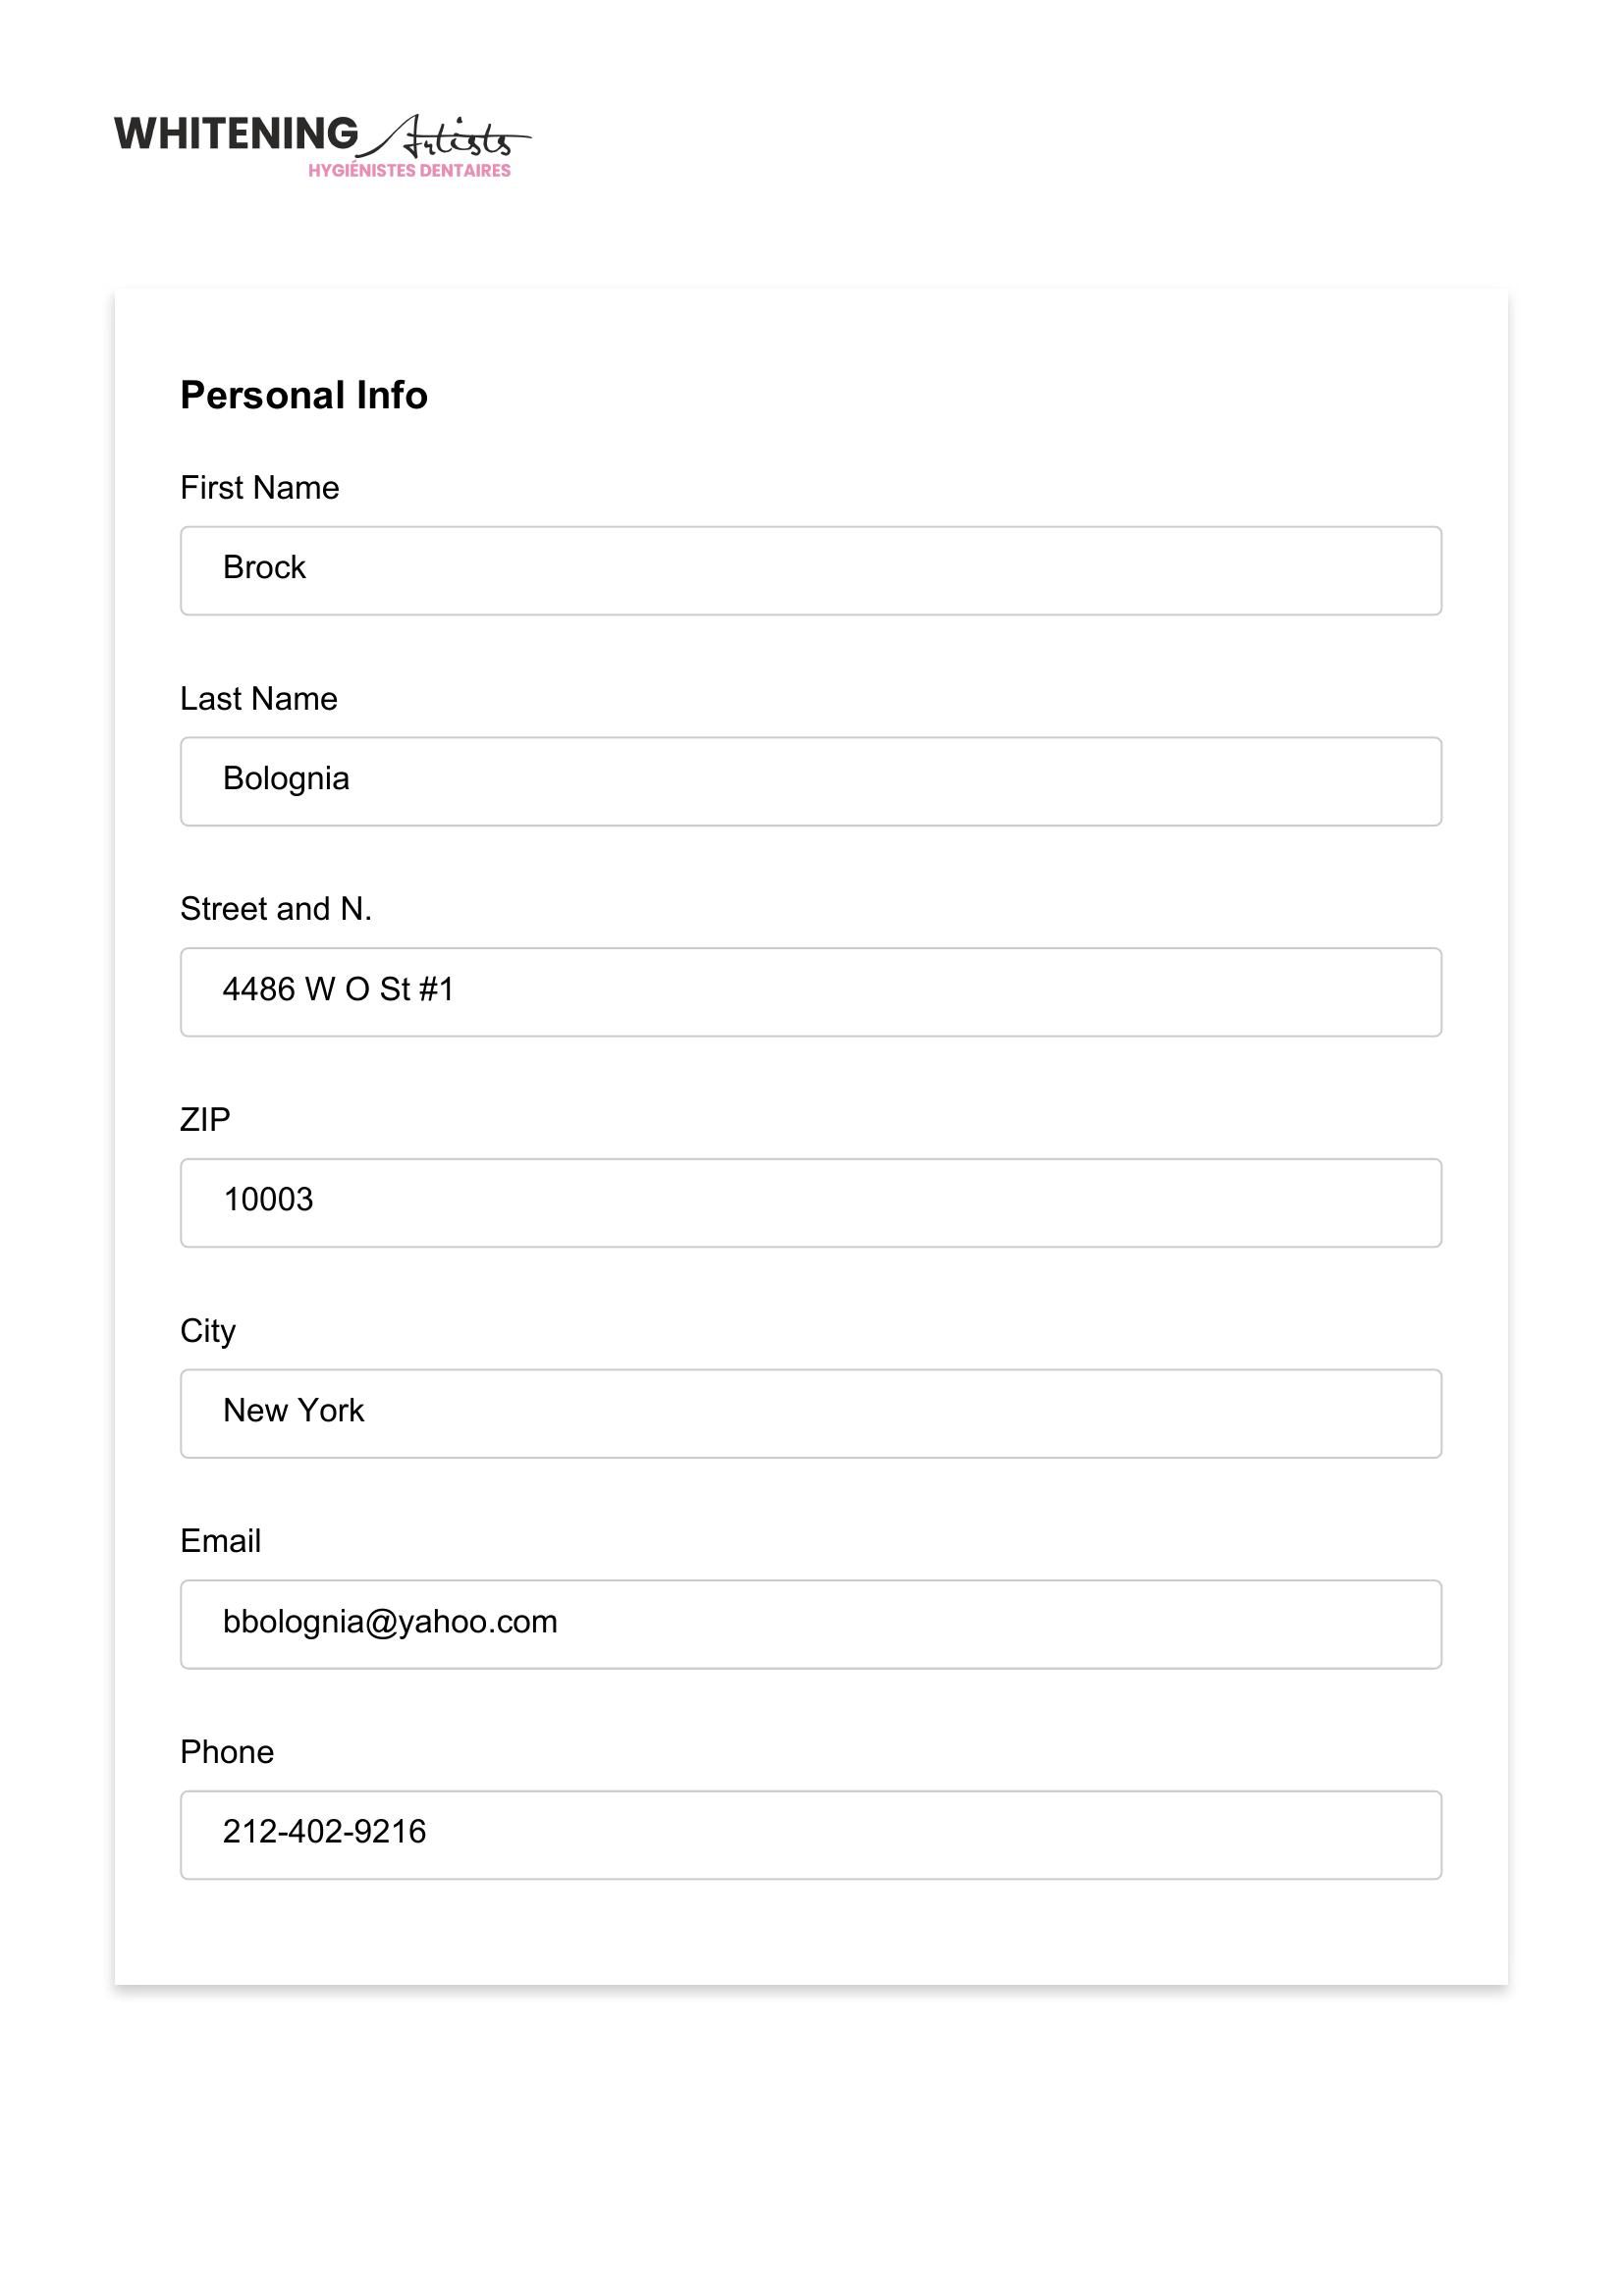 WHITENING Artists
HYGIÉNISTES DENTAIRES
Personal Info
First Name
Brock
Last Name
Bolognia
Street and N.
4486 W O St #1
ZIP
10003
City
New York
Email
bbolognia@yahoo.com
Phone
212-402-9216